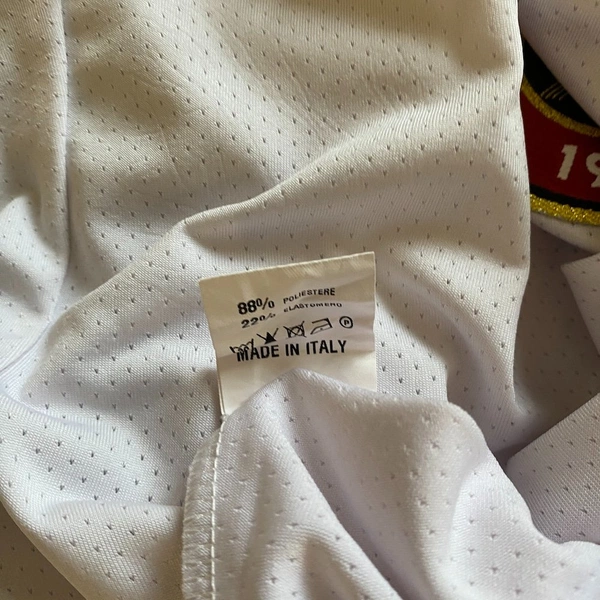 88% POLIESTERE
22% ELASTOMERO
P
MADE IN ITALY
19